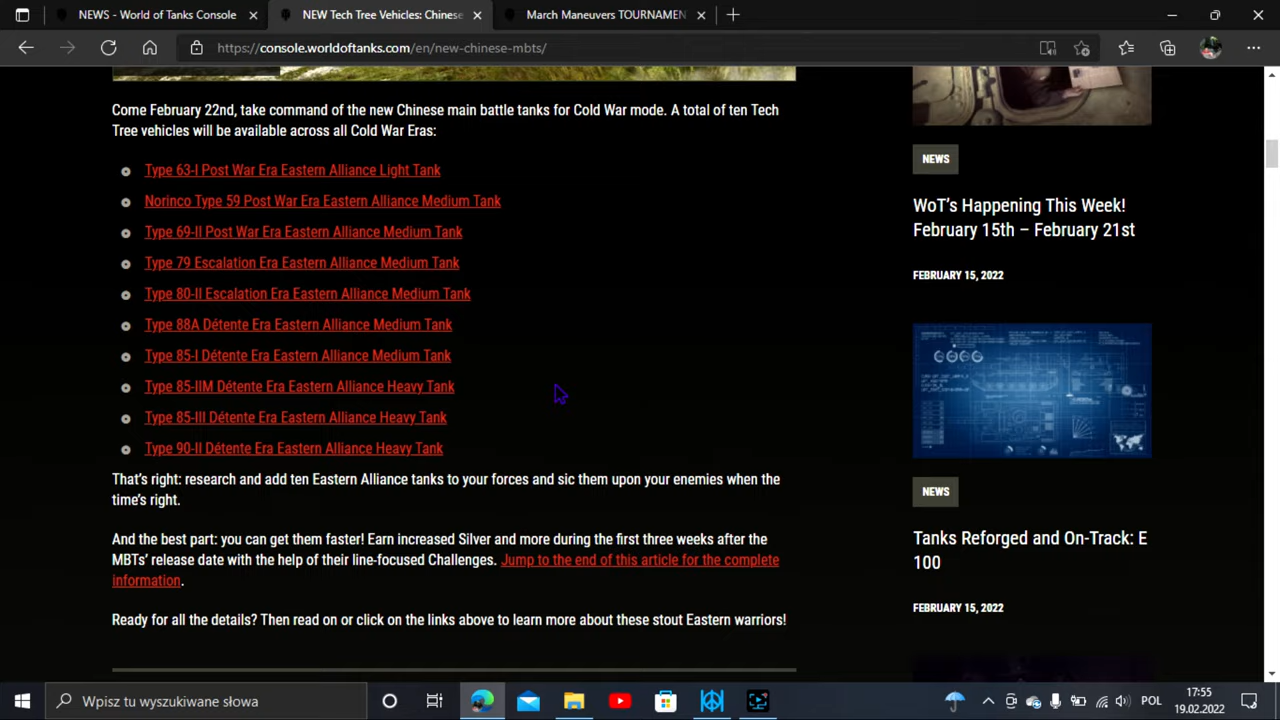 NEWS - World of Tanks Console
NEW Tech Tree Vehicles: Chinese
March Maneuvers TOURNAMEN
https://console.worldoftanks.com/en/new-chinese-mbts/
Come February 22nd, take command of the new Chinese main battle tanks for Cold War mode. A total of ten Tech
Tree vehicles will be available across all Cold War Eras:
Type 63-I Post War Era Eastern Alliance Light Tank
Norinco Type 59 Post War Era Eastern Alliance Medium Tank
Type 69-II Post War Era Eastern Alliance Medium Tank
Type 79 Escalation Era Eastern Alliance Medium Tank
Type 80-II Escalation Era Eastern Alliance Medium Tank
Type 88A Détente Era Eastern Alliance Medium Tank
Type 85-I Détente Era Eastern Alliance Medium Tank
Type 85-IIM Détente Era Eastern Alliance Heavy Tank
Type 85-III Détente Era Eastern Alliance Heavy Tank
Type 90-II Détente Era Eastern Alliance Heavy Tank
That's right: research and add ten Eastern Alliance tanks to your forces and sic them upon your enemies when the
time's right.
And the best part: you can get them faster! Earn increased Silver and more during the first three weeks after the
MBTs' release date with the help of their line-focused Challenges. Jump to the end of this article for the complete
information.
Ready for all the details? Then read on or click on the links above to learn more about these stout Eastern warriors!
NEWS
WoT's Happening This Week!
February 15th – February 21st
FEBRUARY 15, 2022
NEWS
Tanks Reforged and On-Track: E
100
FEBRUARY 15, 2022
Wpisz tu wyszukiwane słowa
POL
17:55
19.02.2022